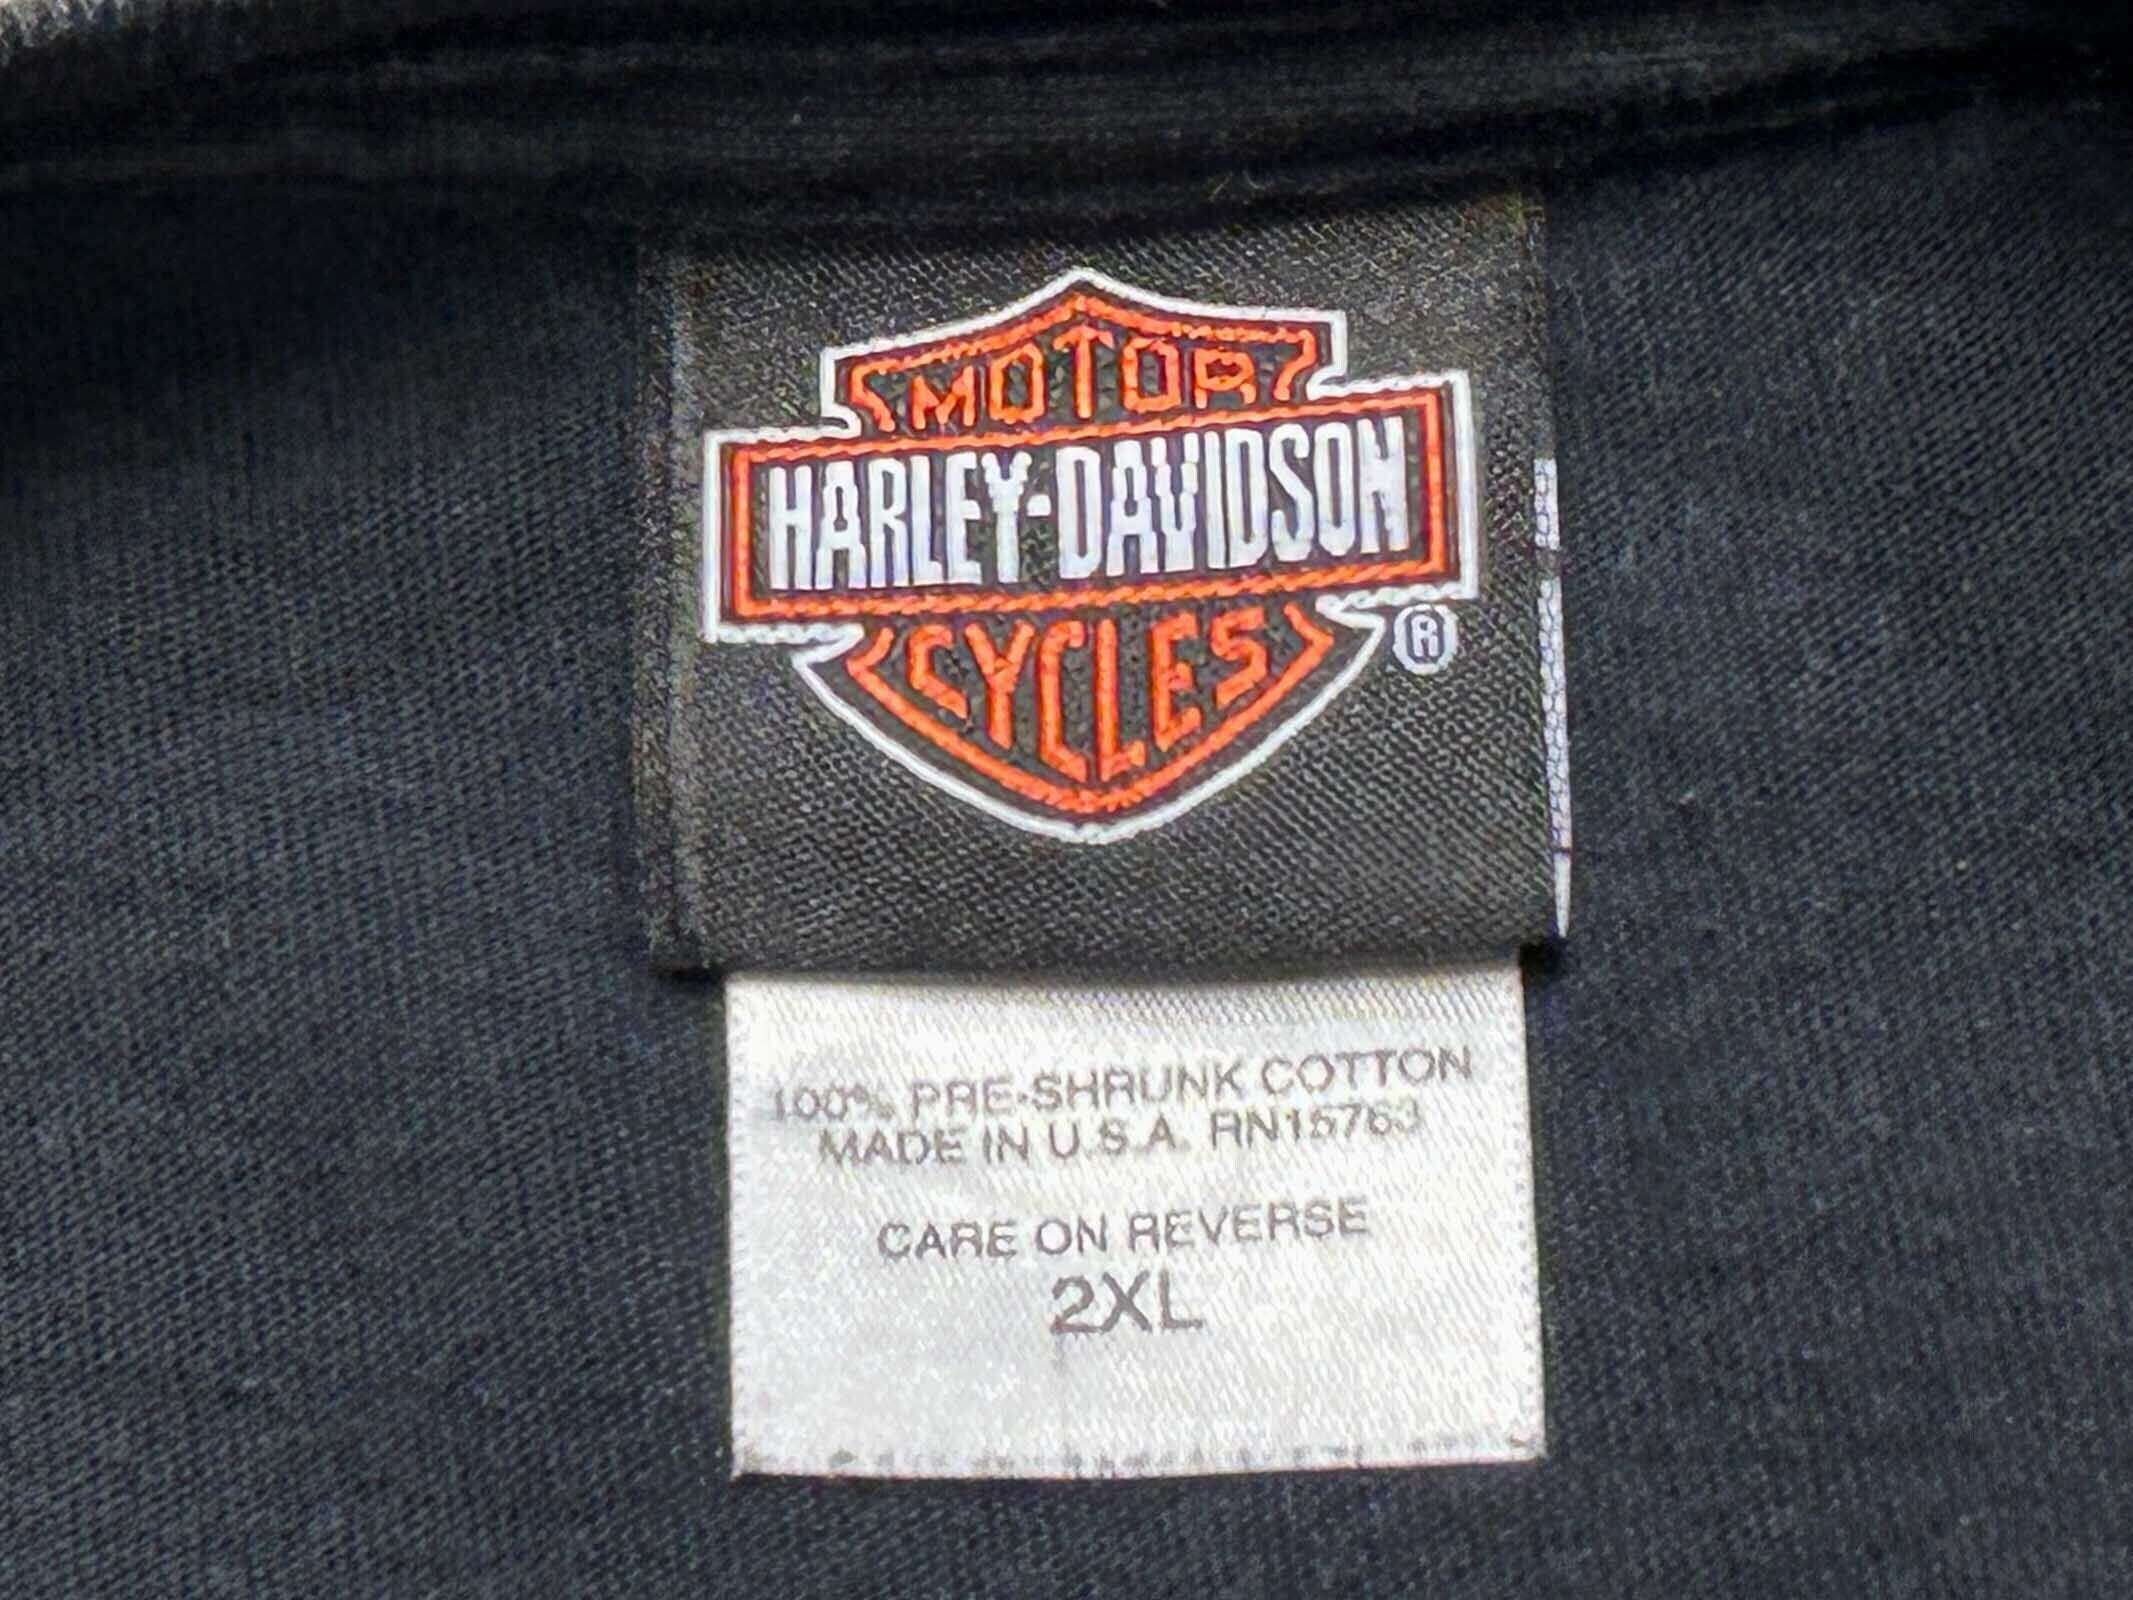 MOTOR
HARLEY-DAVIDSON
CYCLES
®
100% PRE-SHRUNK COTTON
MADE IN U.S.A. RN15763
CARE ON REVERSE
2XL